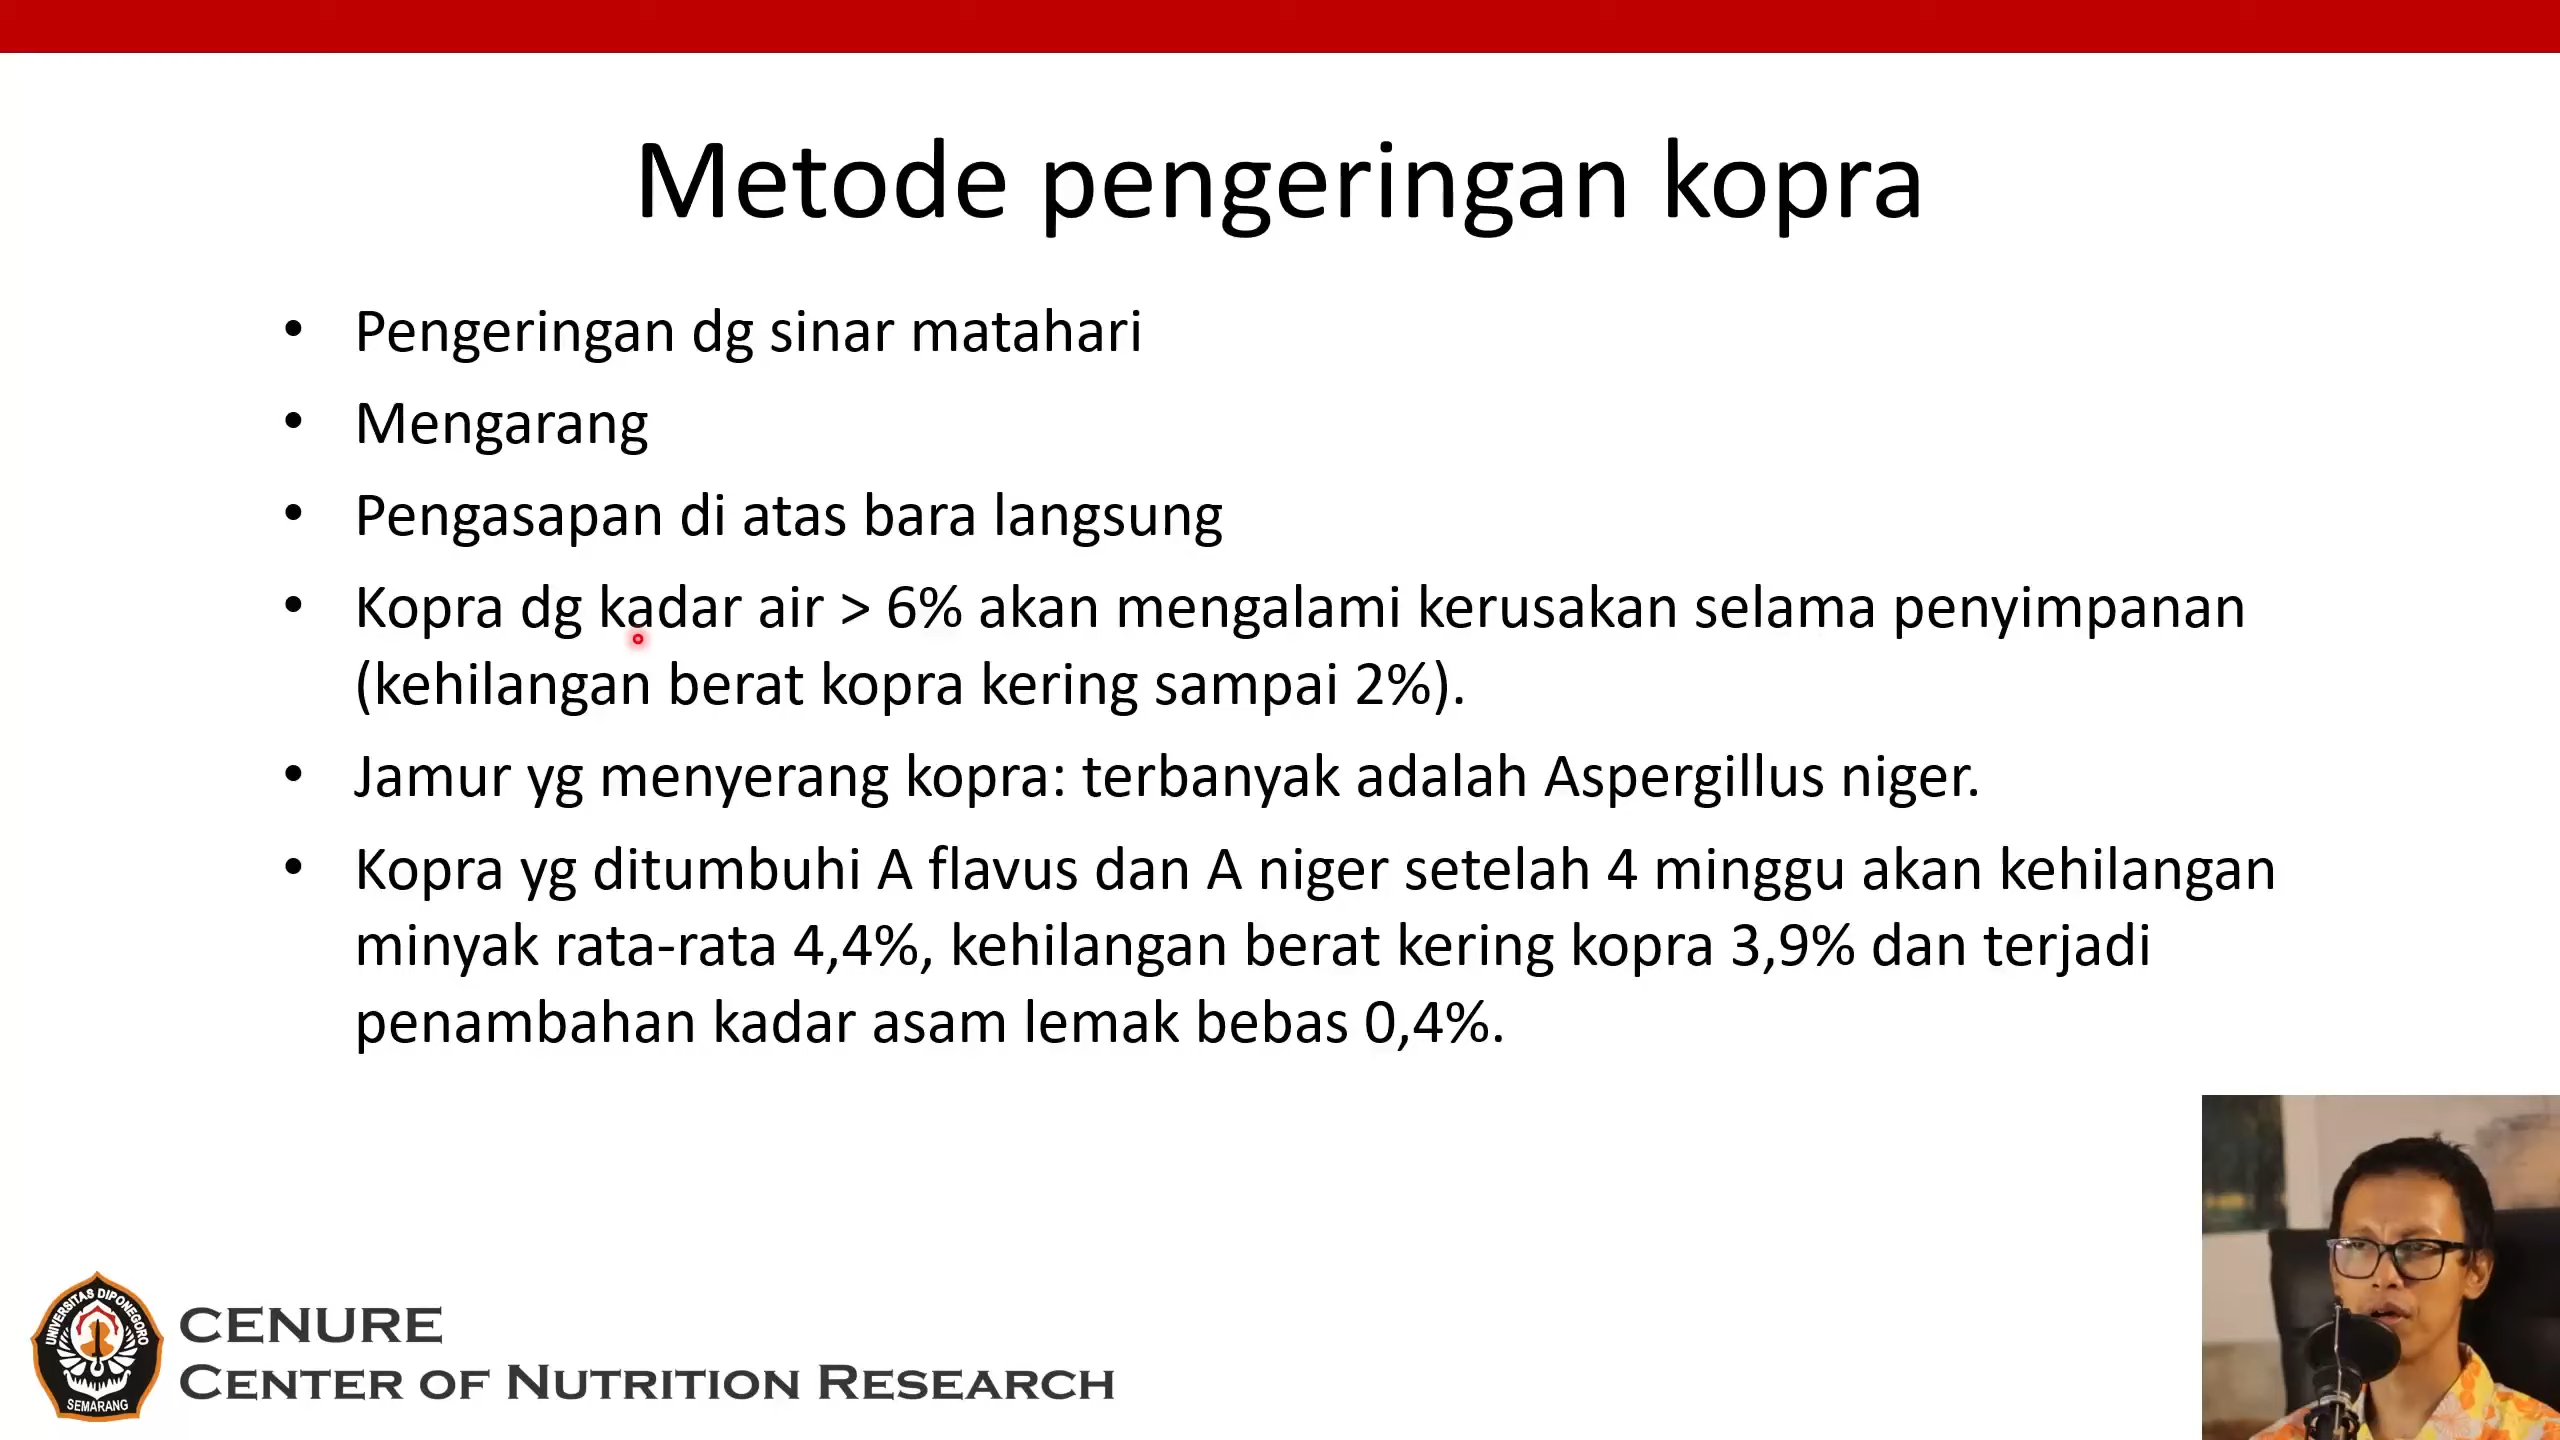 Metode pengeringan kopra
• Pengeringan dg sinar matahari
• Mengarang
• Pengasapan di atas bara langsung
• Kopra dg kadar air > 6% akan mengalami kerusakan selama penyimpanan
(kehilangan berat kopra kering sampai 2%).
• Jamur yg menyerang kopra: terbanyak adalah Aspergillus niger.
• Kopra yg ditumbuhi A flavus dan A niger setelah 4 minggu akan kehilangan
minyak rata-rata 4,4%, kehilangan berat kering kopra 3,9% dan terjadi
penambahan kadar asam lemak bebas 0,4%.
UNIVERSITAS DIPONEGORO
SEMARANG
CENURE
CENTER OF NUTRITION RESEARCH